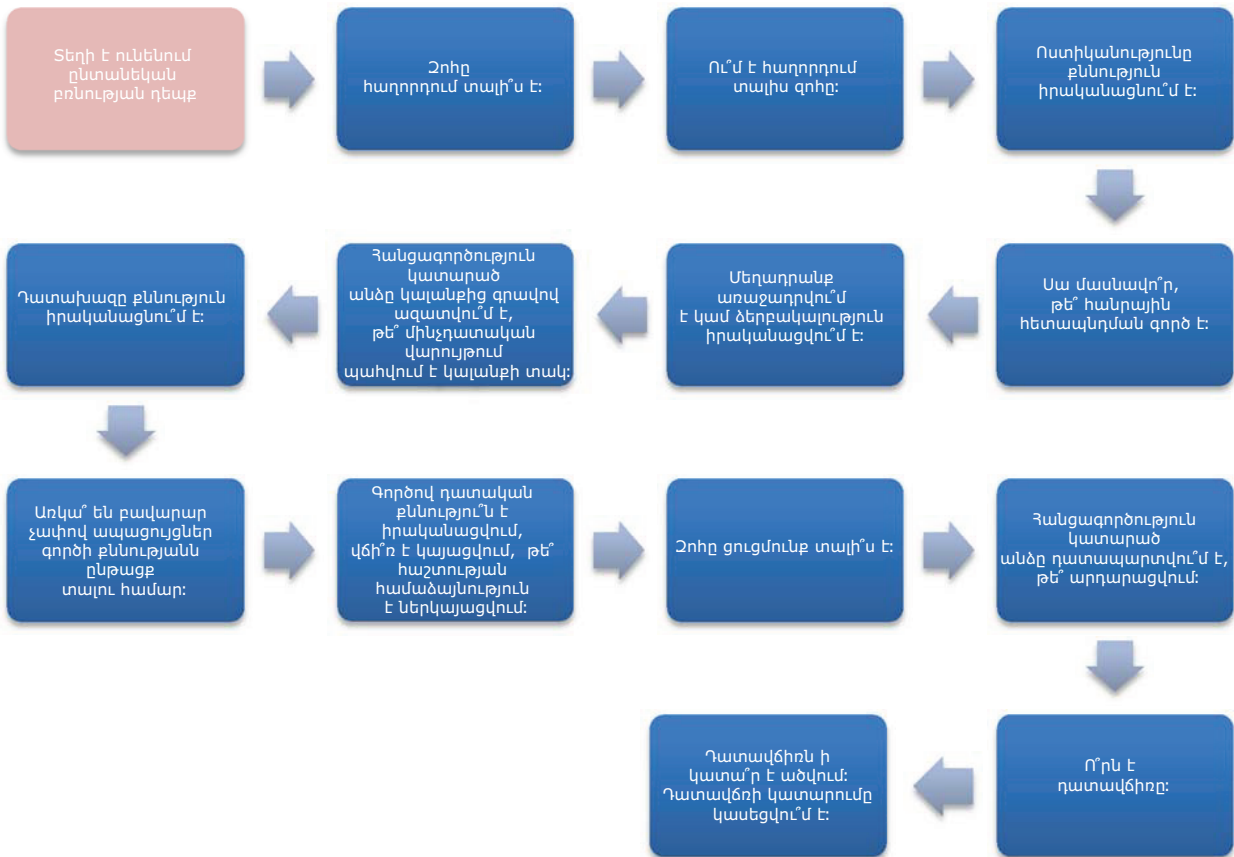 Տեղի է ունենում
ընտանեկան
բռնության դեպք
Զոհը
հաղորդում տալի՞ս է:
Ու՞մ է հաղորդում
տալիս զոհը:
Ոստիկանությունը
քննություն
իրականացնու՞մ է:
Սա մասնավո՞ր,
թե՞ հանրային
հետապնդման գործ է:
Մեղադրանք
առաջադրվու՞մ
է կամ ձերբակալություն
իրականացվու՞մ է:
Հանցագործություն
կատարած
անձը կալանքից գրավով
ազատվու՞մ է,
թե՞ մինչդատական
վարույթում
պահվում է կալանքի տակ:
Դատախազը քննություն
իրականացնու՞մ է:
Առկա՞ են բավարար
չափով ապացույցներ
գործի քննությանն
ընթացք
տալու համար:
Գործով դատական
քննությու՞ն է
իրականացվում,
վճի՞ռ է կայացվում, թե՞
հաշտության
համաձայնություն
է ներկայացվում:
Զոհը ցուցմունք տալի՞ս է:
Հանցագործություն
կատարած
անձը դատապարտվու՞մ է,
թե՞ արդարացվում:
Ո՞րն է
դատավճիռը:
Դատավճիռն ի
կատա՞ր է ածվում:
Դատավճռի կատարումը
կասեցվու՞մ է: